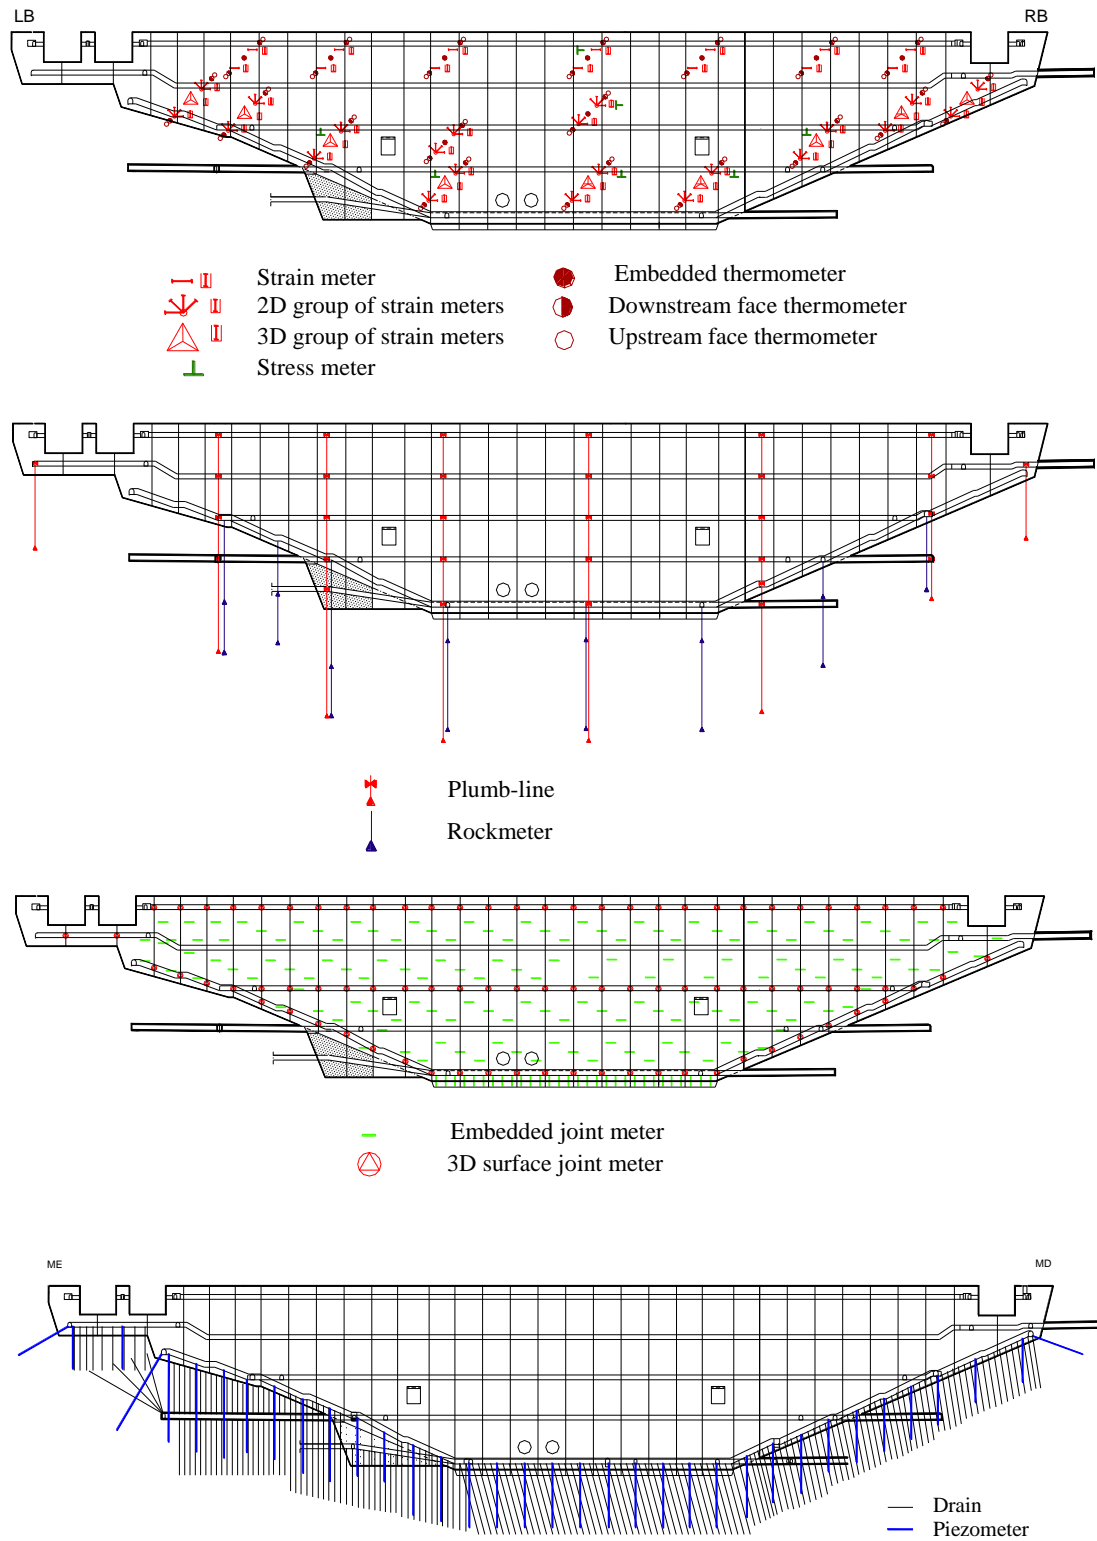 LB RB
Strain meter Embedded thermometer
2D group of strain meters Downstream face thermometer
3D group of strain meters Upstream face thermometer
Stress meter
Plumb-line
Rockmeter
Embedded joint meter
3D surface joint meter
ME MD
Drain
Piezometer